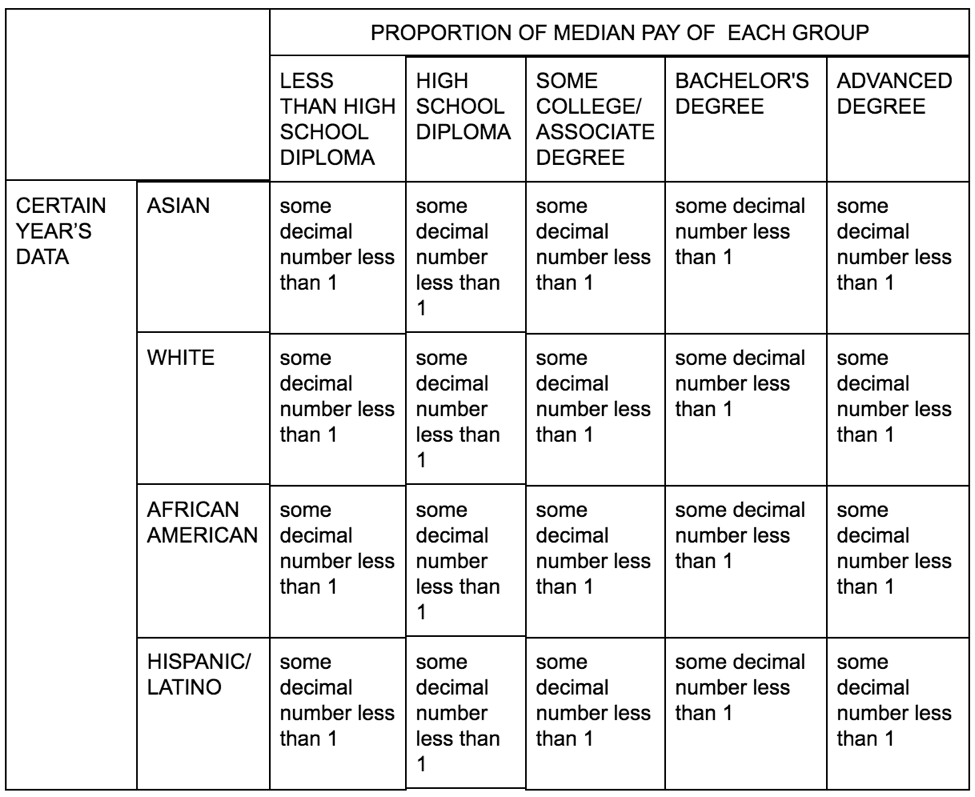 PROPORTION OF MEDIAN PAY OF EACH GROUP
LESS
THAN HIGH
SCHOOL
DIPLOMA
HIGH
SCHOOL
DIPLOMA
SOME
COLLEGE/
ASSOCIATE
DEGREE
BACHELOR'S
DEGREE
ADVANCED
DEGREE
CERTAIN
YEAR’S
DATA
ASIAN
some
decimal
number less
than 1
some
decimal
number
less than
1
some
decimal
number less
than 1
some decimal
number less
than 1
some
decimal
number less
than 1
WHITE
some
decimal
number less
than 1
some
decimal
number
less than
1
some
decimal
number less
than 1
some decimal
number less
than 1
some
decimal
number less
than 1
AFRICAN
AMERICAN
some
decimal
number less
than 1
some
decimal
number
less than
1
some
decimal
number less
than 1
some decimal
number less
than 1
some
decimal
number less
than 1
HISPANIC/
LATINO
some
decimal
number less
than 1
some
decimal
number
less than
1
some
decimal
number less
than 1
some decimal
number less
than 1
some
decimal
number less
than 1